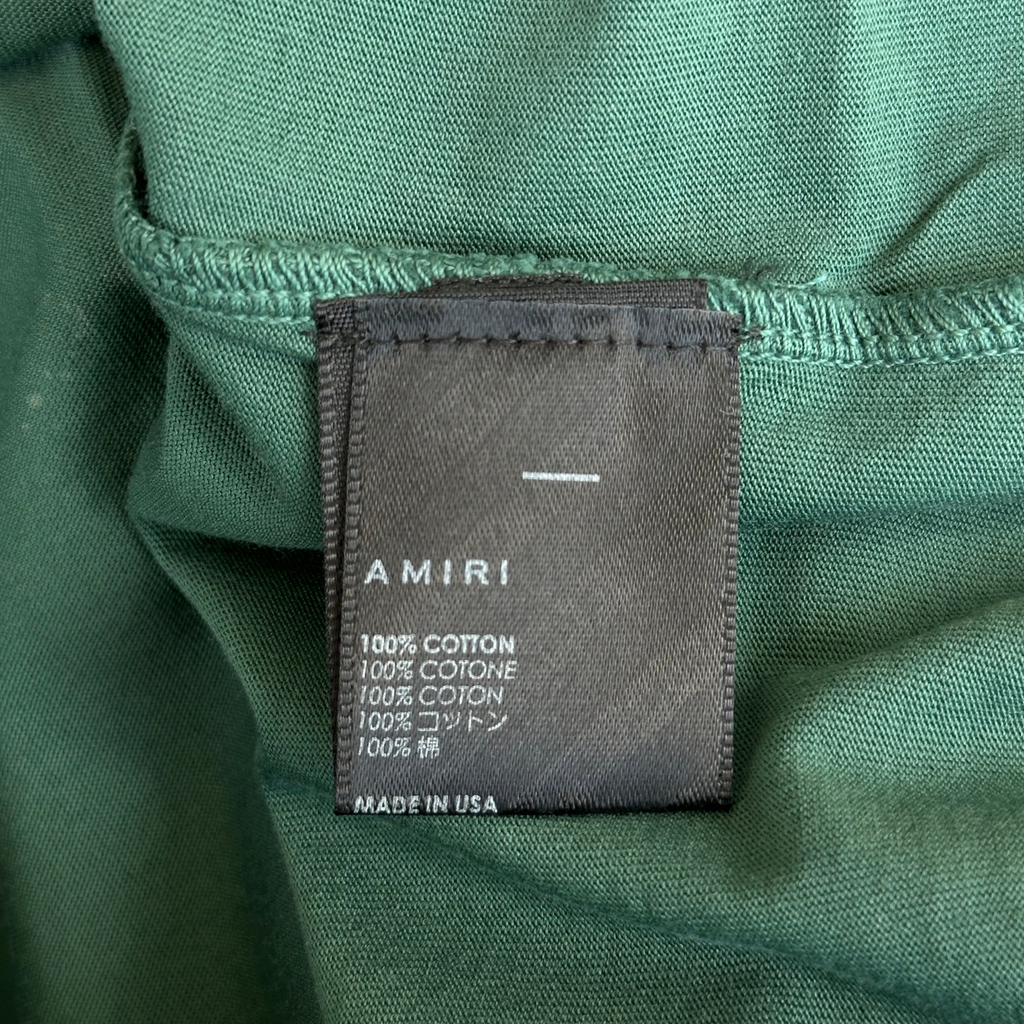 AMIRI
100% COTTON
100% COTONE
100% COTON
100% コットン
100% 棉
MADE IN USA